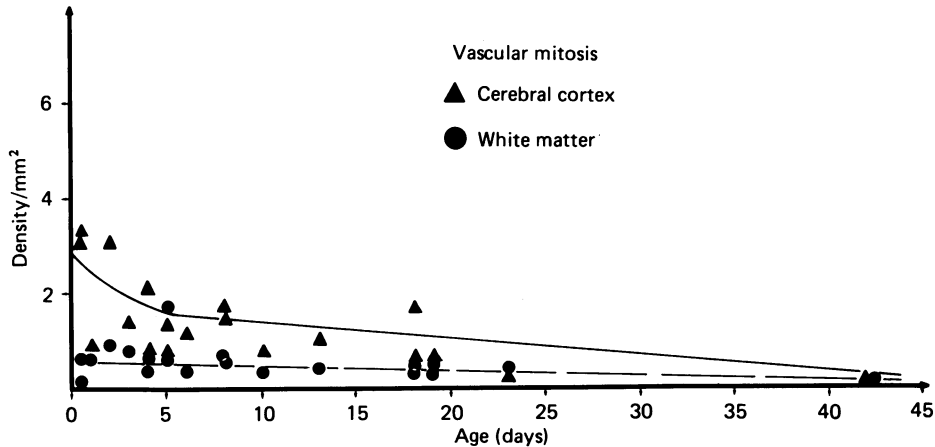 Vascular mitosis
Cerebral cortex
White matter
6
4
2
Density/mm²
0
5
10
15
20
25
30
35
40
45
Age (days)